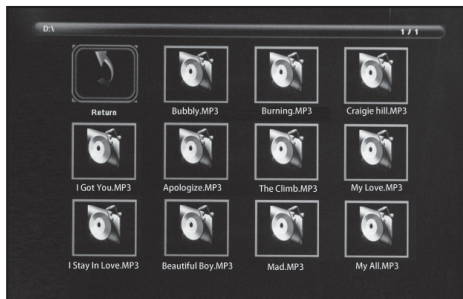 D:\ 1 / 1
Return Bubbly.MP3 Burning.MP3 Craigie hill.MP3
I Got You.MP3 Apologize.MP3 The Climb.MP3 My Love.MP3
I Stay In Love.MP3 Beautiful Boy.MP3 Mad.MP3 My All.MP3